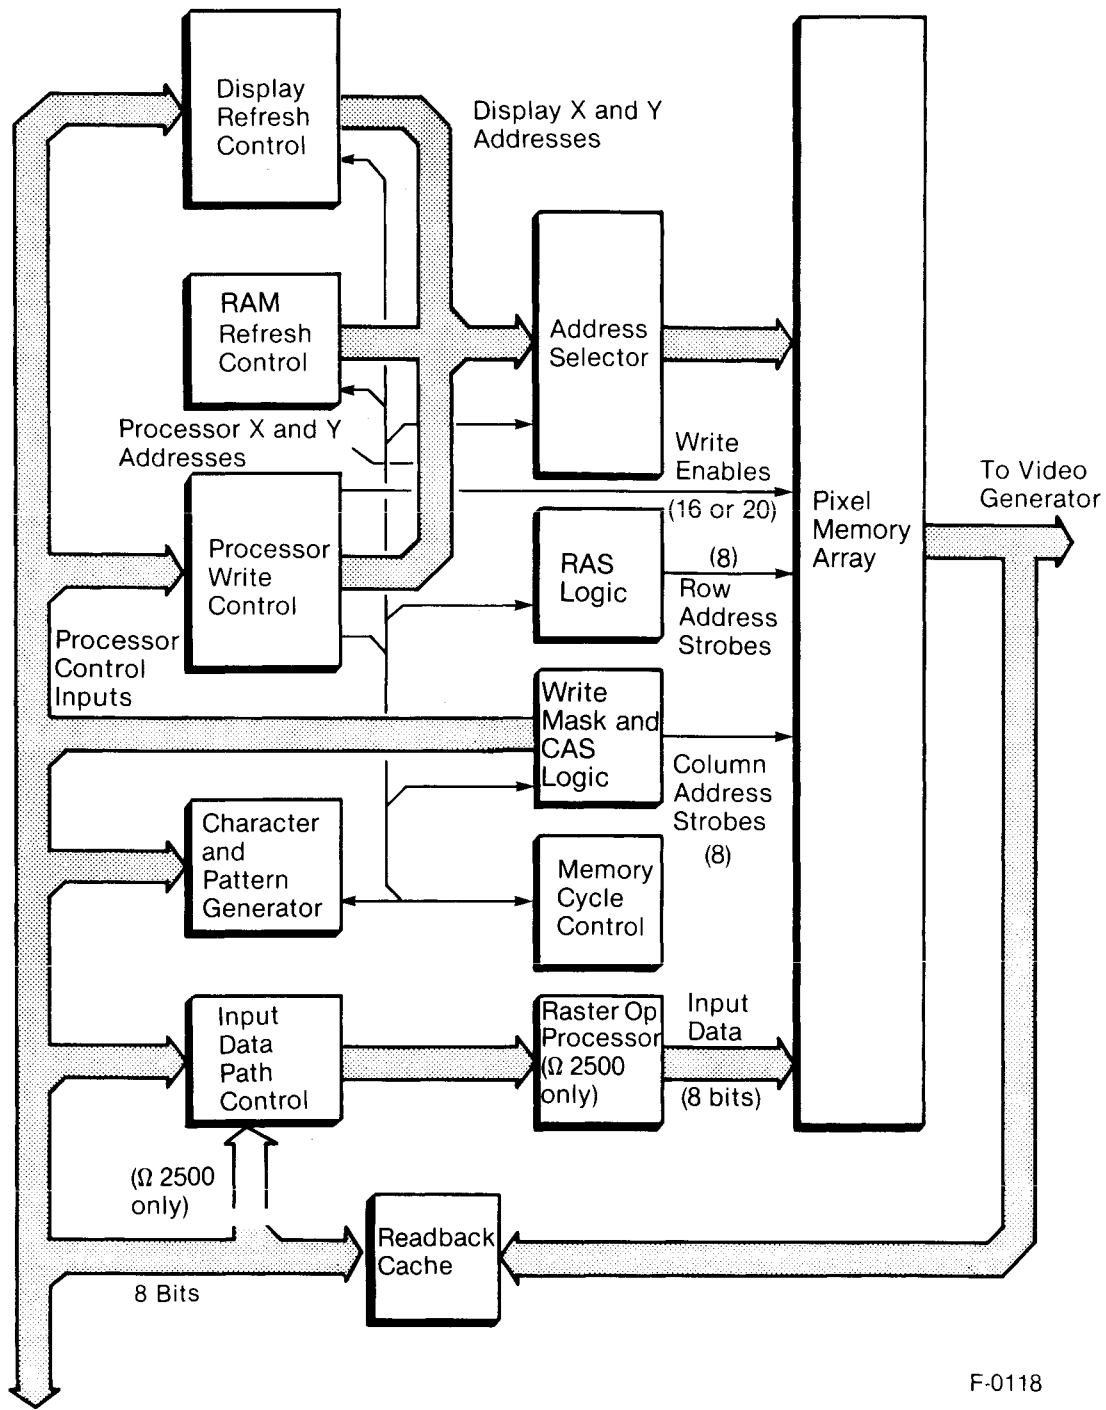 Display
Refresh
Control
Display X and Y
Addresses
RAM
Refresh
Control
Address
Selector
Processor X and Y
Addresses
Write
Enables
(16 or 20)
Pixel
Memory
Array
To Video
Generator
Processor
Write
Control
RAS
Logic
(8)
Row
Address
Strobes
Processor
Control
Inputs
Write
Mask and
CAS
Logic
Column
Address
Strobes
(8)
Character
and
Pattern
Generator
Memory
Cycle
Control
Input
Data
Path
Control
Raster Op
Processor
(Ω 2500
only)
Input
Data
(8 bits)
(Ω 2500
only)
Readback
Cache
8 Bits
F-0118